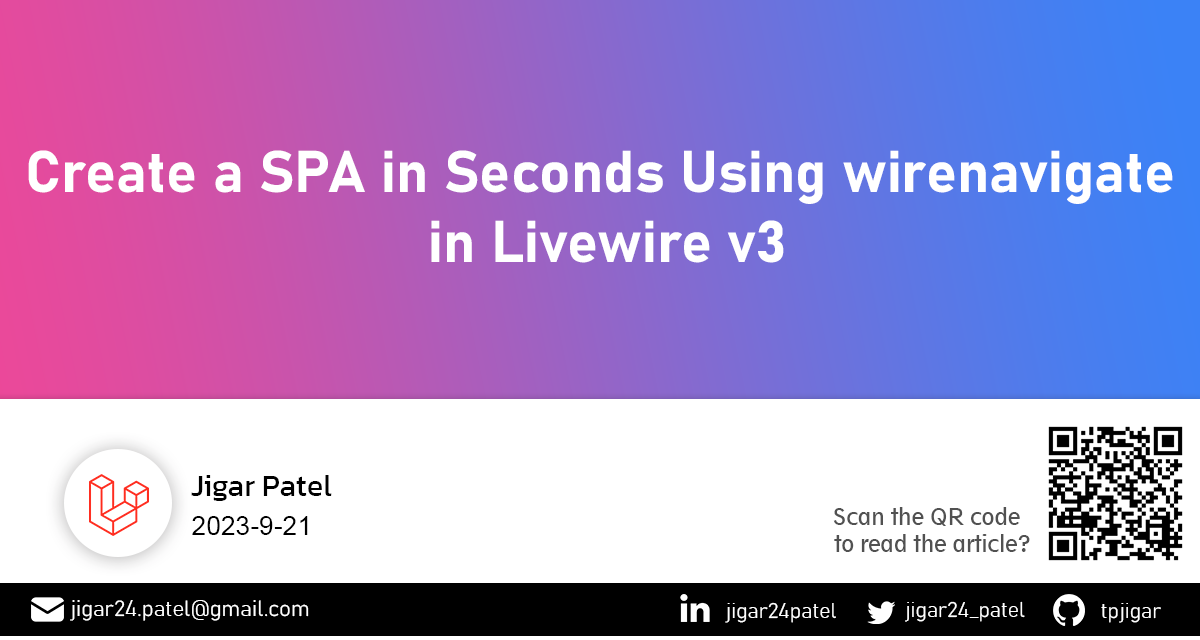 Create a SPA in Seconds Using wirenavigate
in Livewire v3
Jigar Patel
2023-9-21
Scan the QR code
to read the article?
jigar24.patel@gmail.com
jigar24patel
jigar24_patel
tpjigar